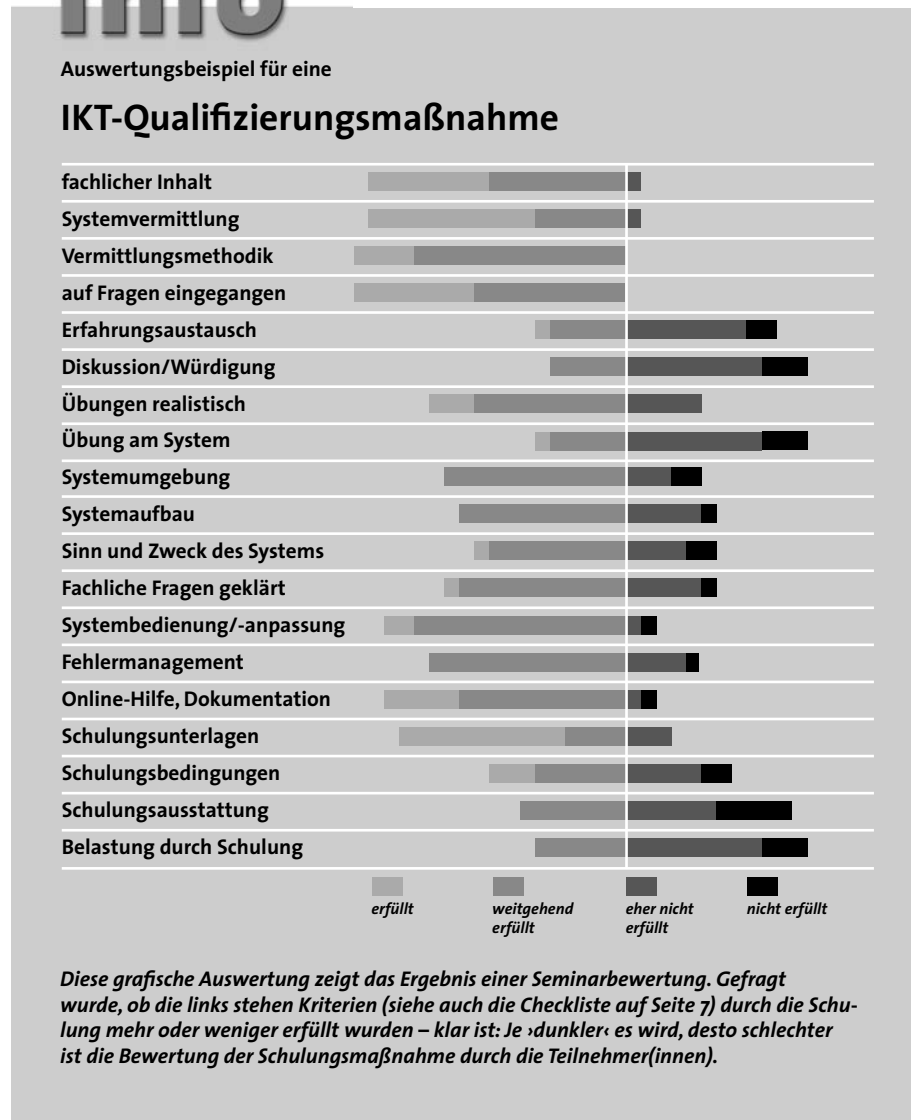 Info
Auswertungsbeispiel für eine
IKT-Qualifizierungsmaßnahme
fachlicher Inhalt
Systemvermittlung
Vermittlungsmethodik
auf Fragen eingegangen
Erfahrungsaustausch
Diskussion/Würdigung
Übungen realistisch
Übung am System
Systemumgebung
Systemaufbau
Sinn und Zweck des Systems
Fachliche Fragen geklärt
Systembedienung/-anpassung
Fehlermanagement
Online-Hilfe, Dokumentation
Schulungsunterlagen
Schulungsbedingungen
Schulungsausstattung
Belastung durch Schulung
erfüllt
weitgehend
erfüllt
eher nicht
erfüllt
nicht erfüllt
Diese grafische Auswertung zeigt das Ergebnis einer Seminarbewertung. Gefragt
wurde, ob die links stehen Kriterien (siehe auch die Checkliste auf Seite 7) durch die Schu-
lung mehr oder weniger erfüllt wurden – klar ist: Je ›dunkler‹ es wird, desto schlechter
ist die Bewertung der Schulungsmaßnahme durch die Teilnehmer(innen).